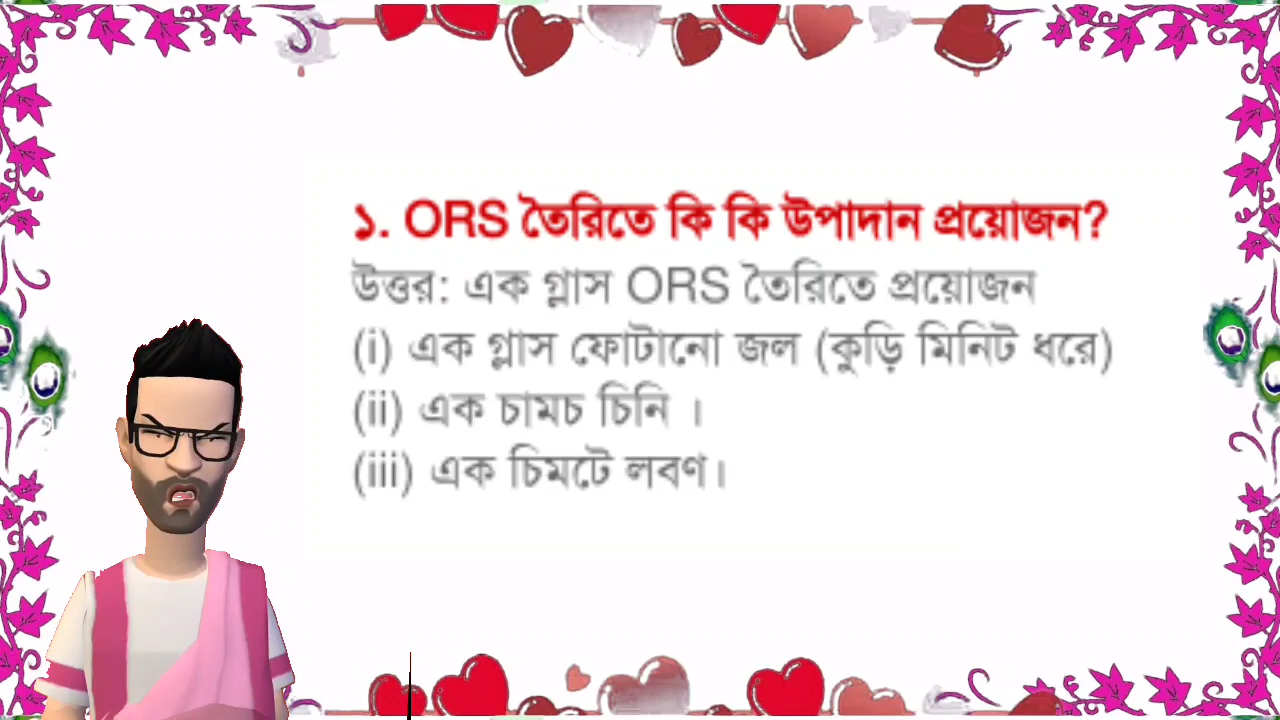 ১. ORS তৈরিতে কি কি উপাদান প্রয়োজন?
উত্তর: এক গ্লাস ORS তৈরিতে প্রয়োজন
(i) এক গ্লাস ফোটানো জল (কুড়ি মিনিট ধরে)
(ii) এক চামচ চিনি ।
(iii) এক চিমটে লবণ।